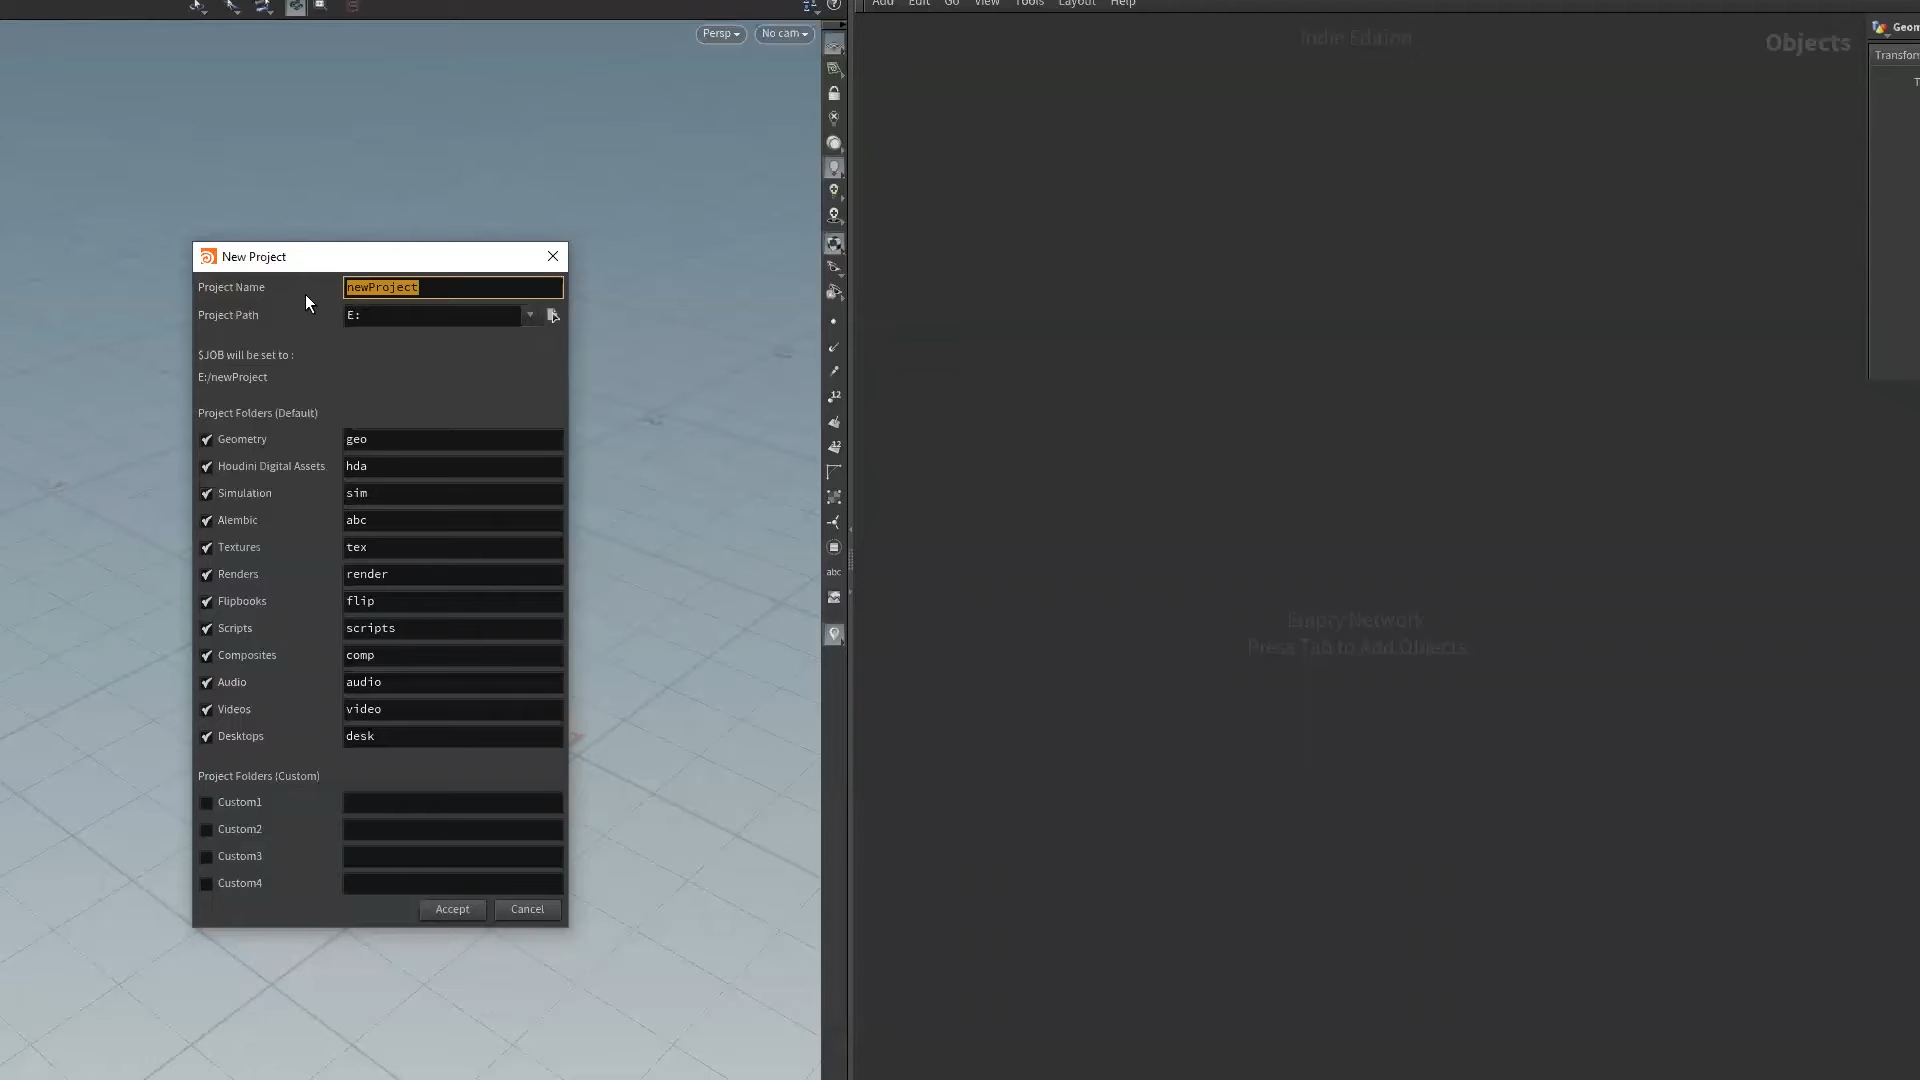 Add Edit Go View Tools Layout Help
Persp No cam
Indie Edition
Objects
Geom
Transform
New Project
Project Name newProject
Project Path E:
$JOB will be set to :
E:/newProject
Project Folders (Default)
Geometry geo
Houdini Digital Assets hda
Simulation sim
Alembic abc
Textures tex
Renders render
Flipbooks flip
Scripts scripts
Composites comp
Audio audio
Videos video
Desktops desk
Project Folders (Custom)
Custom1
Custom2
Custom3
Custom4
Accept Cancel
12
12
abc
Empty Network
Press Tab to Add Objects